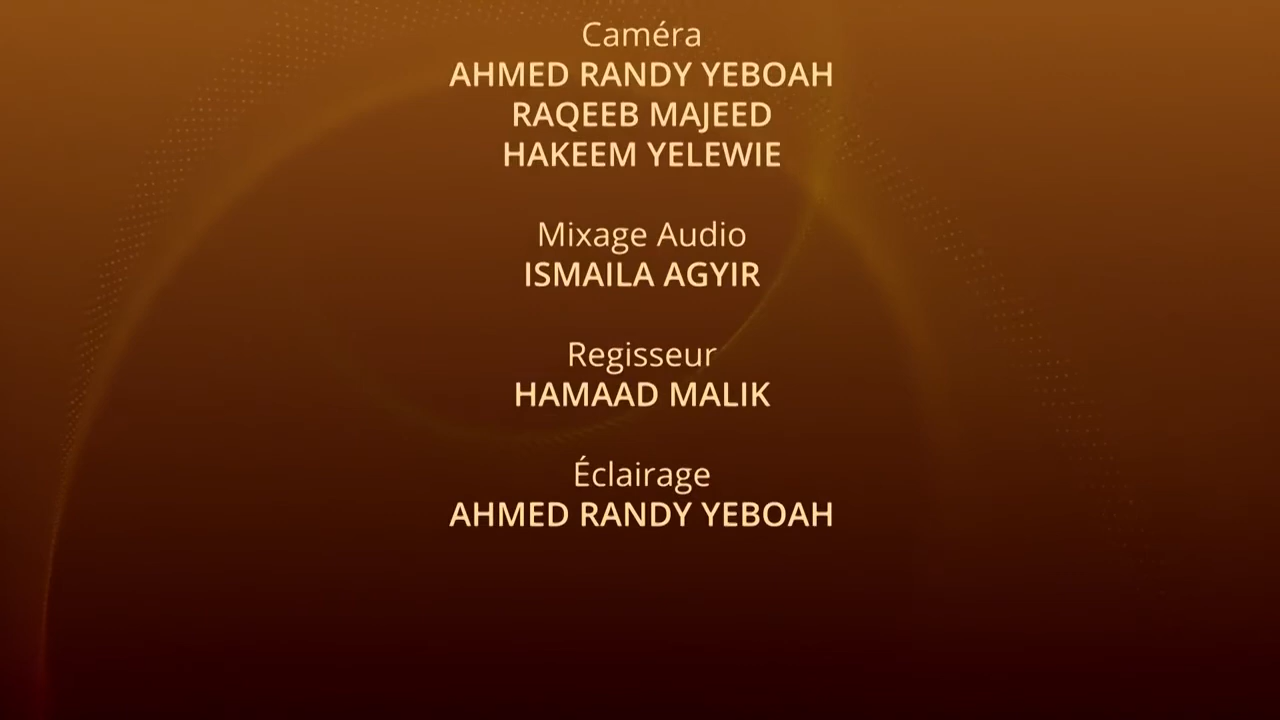 Caméra
AHMED RANDY YEBOAH
RAQEEB MAJEED
HAKEEM YELEWIE
Mixage Audio
ISMAILA AGYIR
Regisseur
HAMAAD MALIK
Éclairage
AHMED RANDY YEBOAH